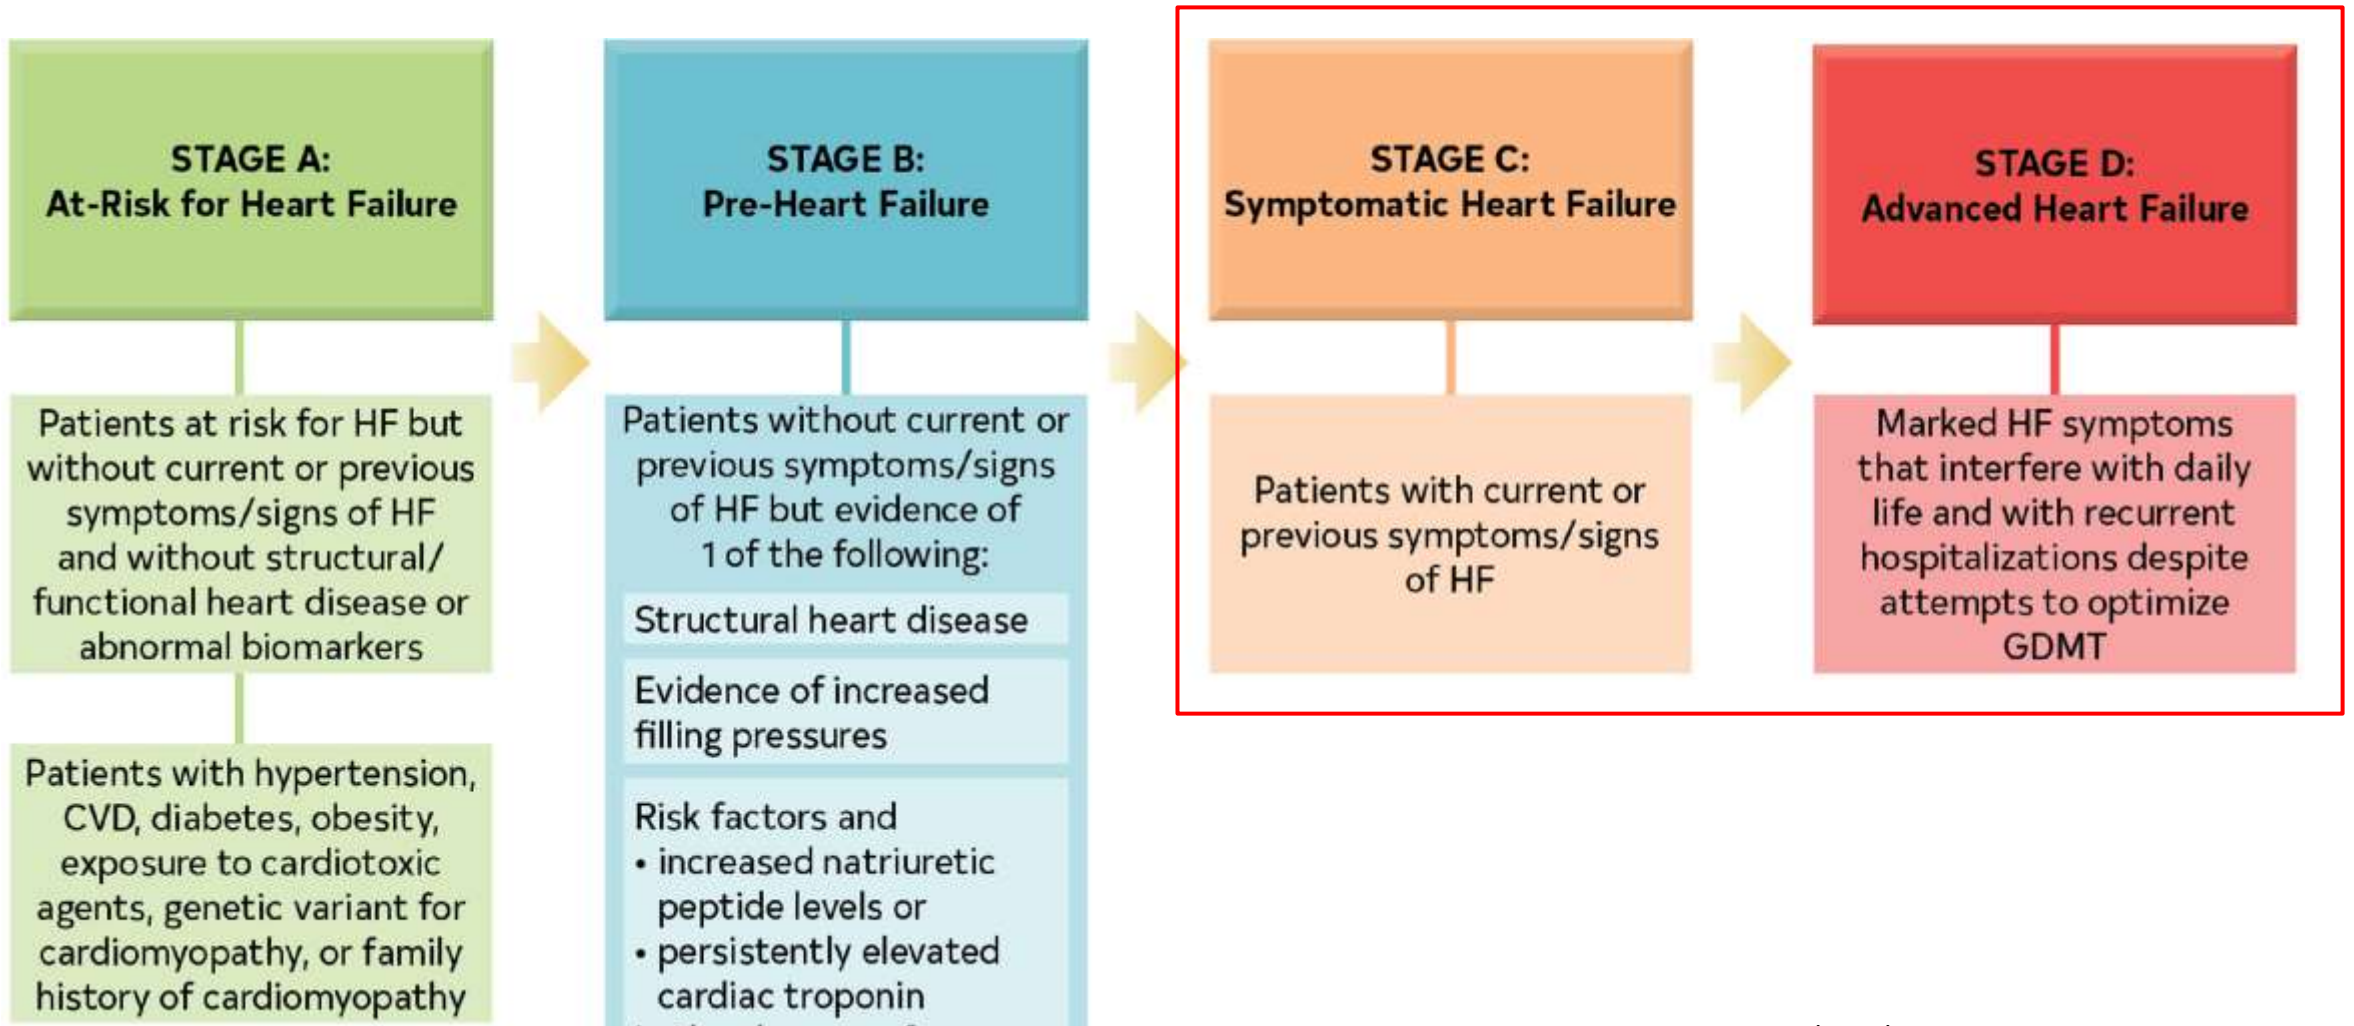 STAGE A:
At-Risk for Heart Failure
Patients at risk for HF but
without current or previous
symptoms/signs of HF
and without structural/
functional heart disease or
abnormal biomarkers
Patients with hypertension,
CVD, diabetes, obesity,
exposure to cardiotoxic
agents, genetic variant for
cardiomyopathy, or family
history of cardiomyopathy
STAGE B:
Pre-Heart Failure
Patients without current or
previous symptoms/signs
of HF but evidence of
1 of the following:
Structural heart disease
Evidence of increased
filling pressures
Risk factors and
• increased natriuretic
peptide levels or
• persistently elevated
cardiac troponin
STAGE C:
Symptomatic Heart Failure
Patients with current or
previous symptoms/signs
of HF
STAGE D:
Advanced Heart Failure
Marked HF symptoms
that interfere with daily
life and with recurrent
hospitalizations despite
attempts to optimize
GDMT